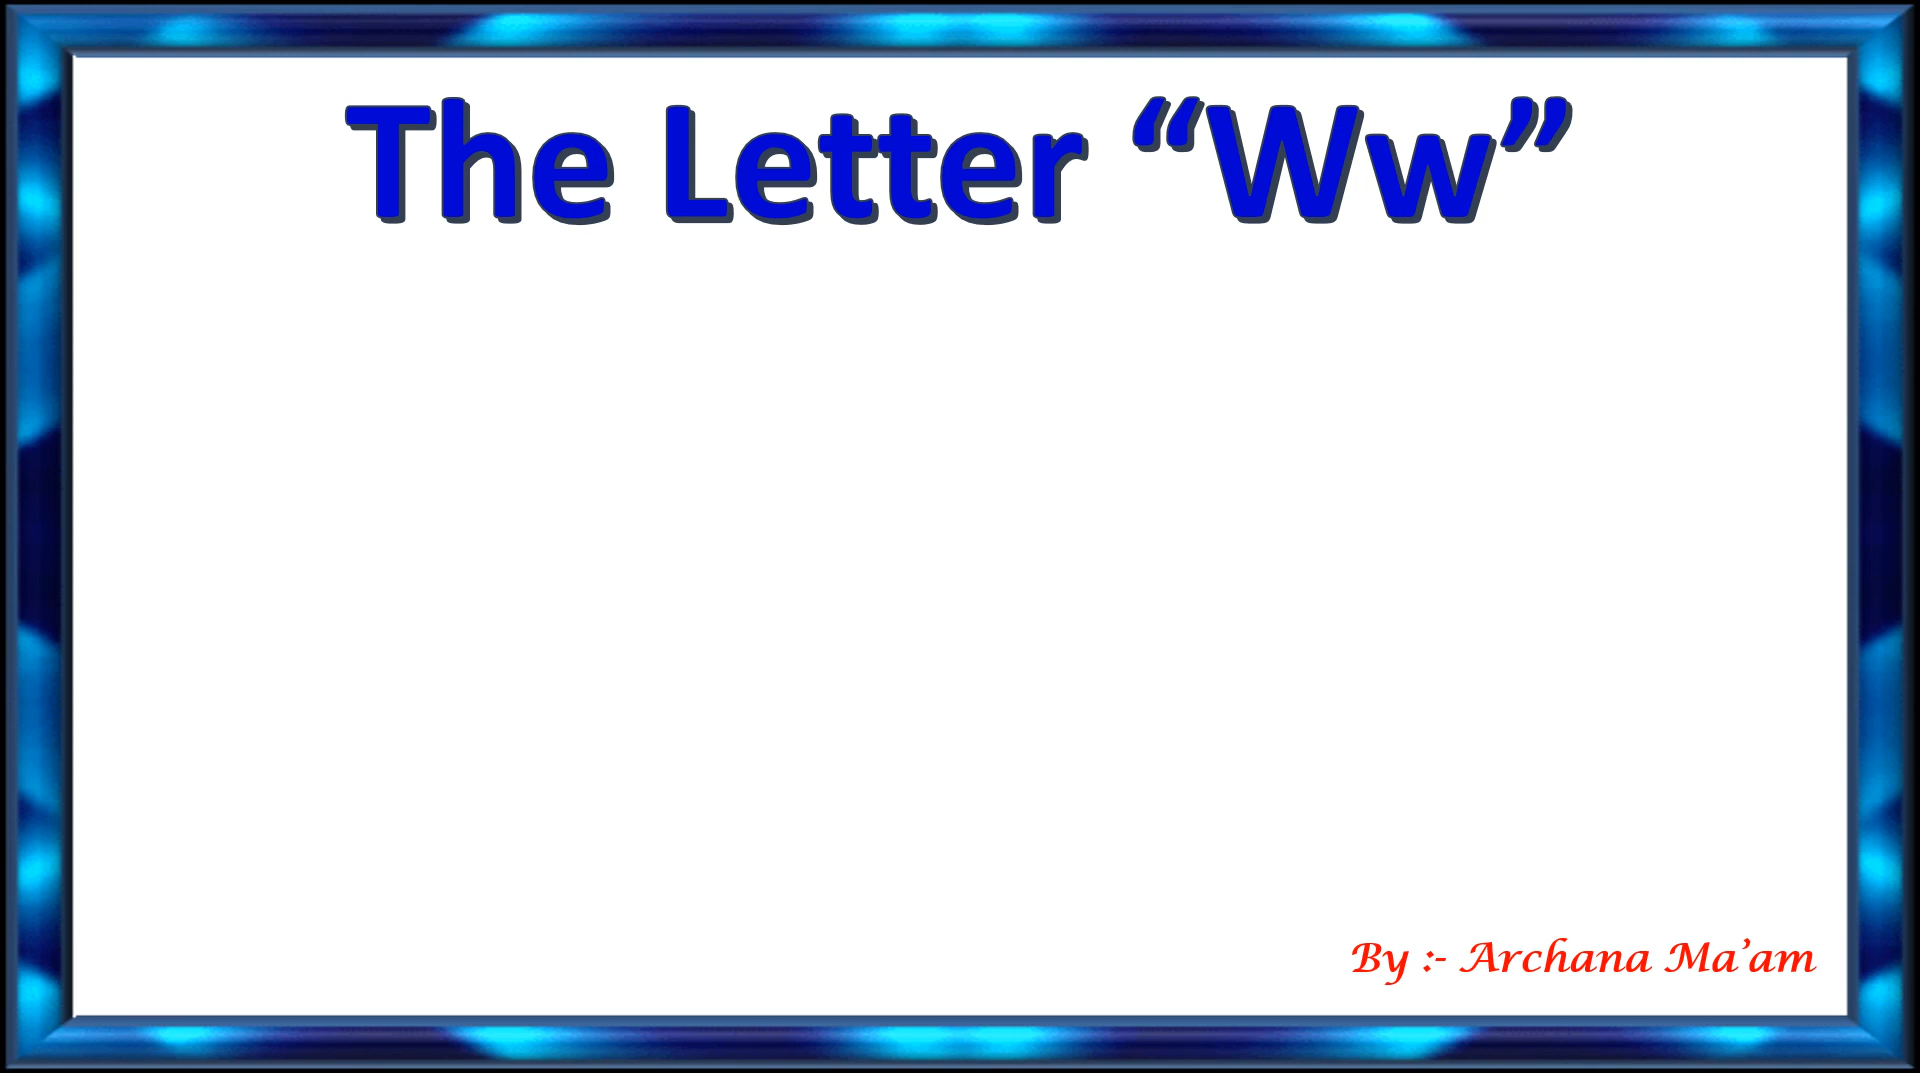 The Letter “Ww”
By :- Archana Ma’am